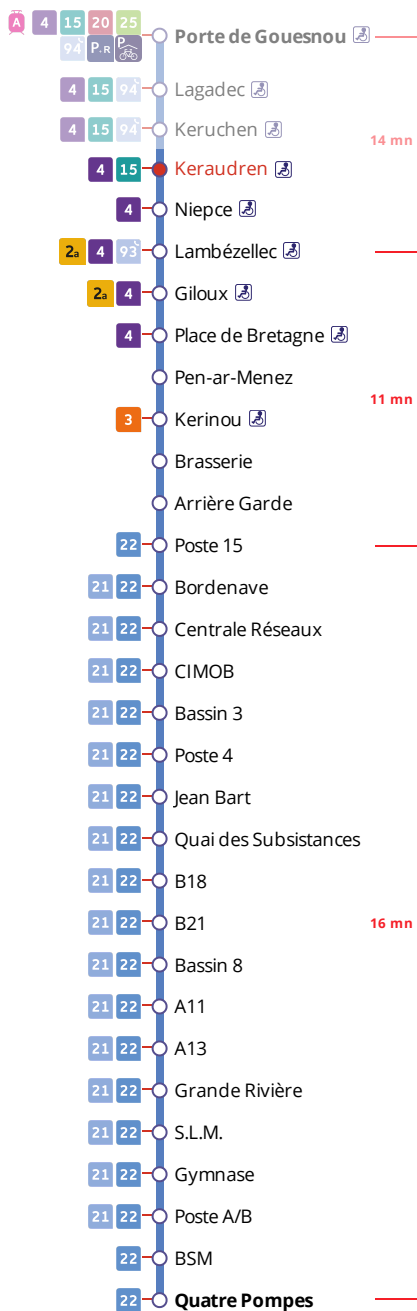 A 4 15 20 25
94 P+R P
Porte de Gouesnou
4 15 94 Lagadec
4 15 94 Keruchen
14 mn
4 15 Keraudren
4 Niepce
2a 4 93 Lambézellec
2a 4 Giloux
4 Place de Bretagne
Pen-ar-Menez
11 mn
3 Kerinou
Brasserie
Arrière Garde
22 Poste 15
21 22 Bordenave
21 22 Centrale Réseaux
21 22 CIMOB
21 22 Bassin 3
21 22 Poste 4
21 22 Jean Bart
21 22 Quai des Subsistances
21 22 B18
21 22 B21
16 mn
21 22 Bassin 8
21 22 A11
21 22 A13
21 22 Grande Rivière
21 22 S.L.M.
21 22 Gymnase
21 22 Poste A/B
22 BSM
22 Quatre Pompes